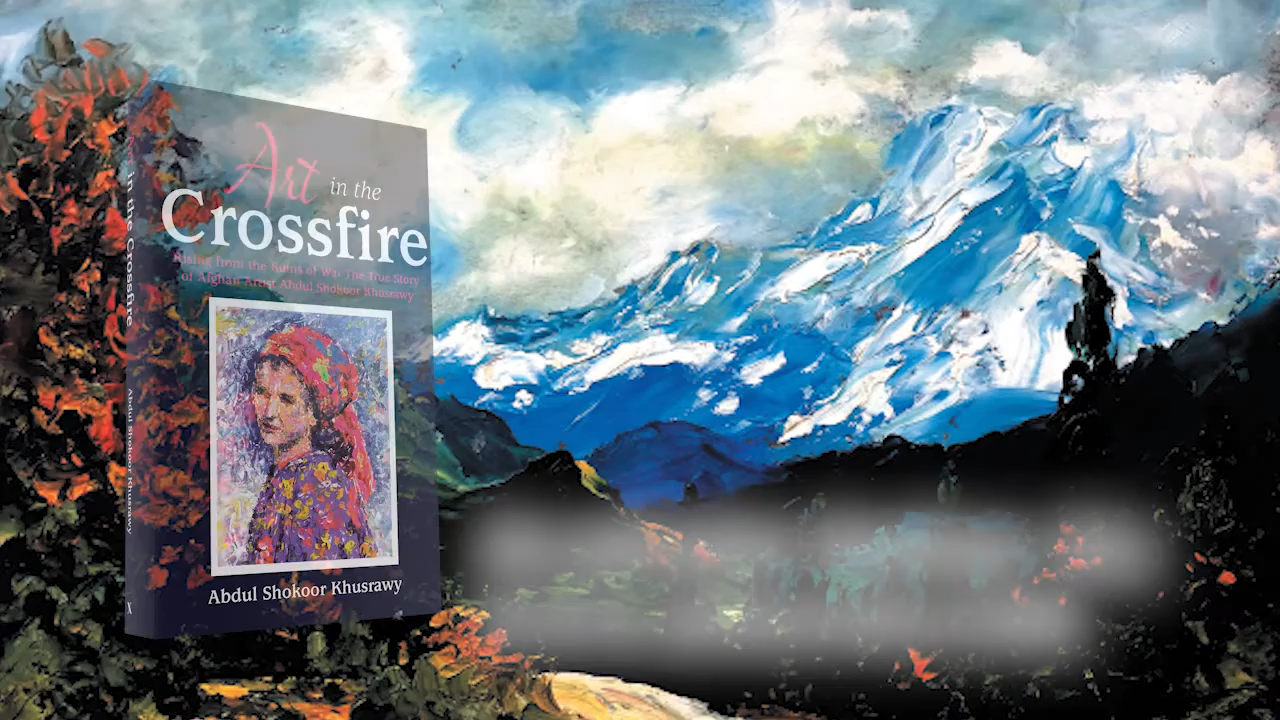 Art in the
Crossfire
Rising from the Ruins of War The True Story
of Afghan Artist Abdul Shokoor Khusrawy
Abdul Shokoor Khusrawy
in the Crossfire
Abdul Shokoor Khusrawy
X